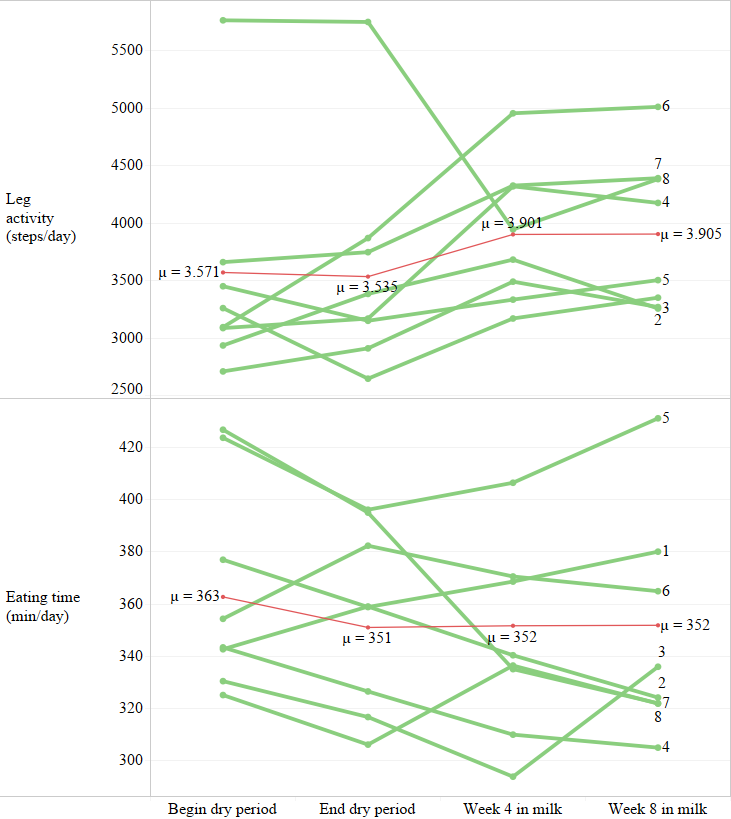 5500
5000
4500
4000
3500
3000
2500
Leg
activity
(steps/day)
6
7
8
4
5
3
2
μ = 3.571
μ = 3.535
μ = 3.901
μ = 3.905
420
400
380
360
340
320
300
Eating time
(min/day)
5
1
6
3
2
7
8
4
μ = 363
μ = 351
μ = 352
μ = 352
Begin dry period End dry period Week 4 in milk Week 8 in milk